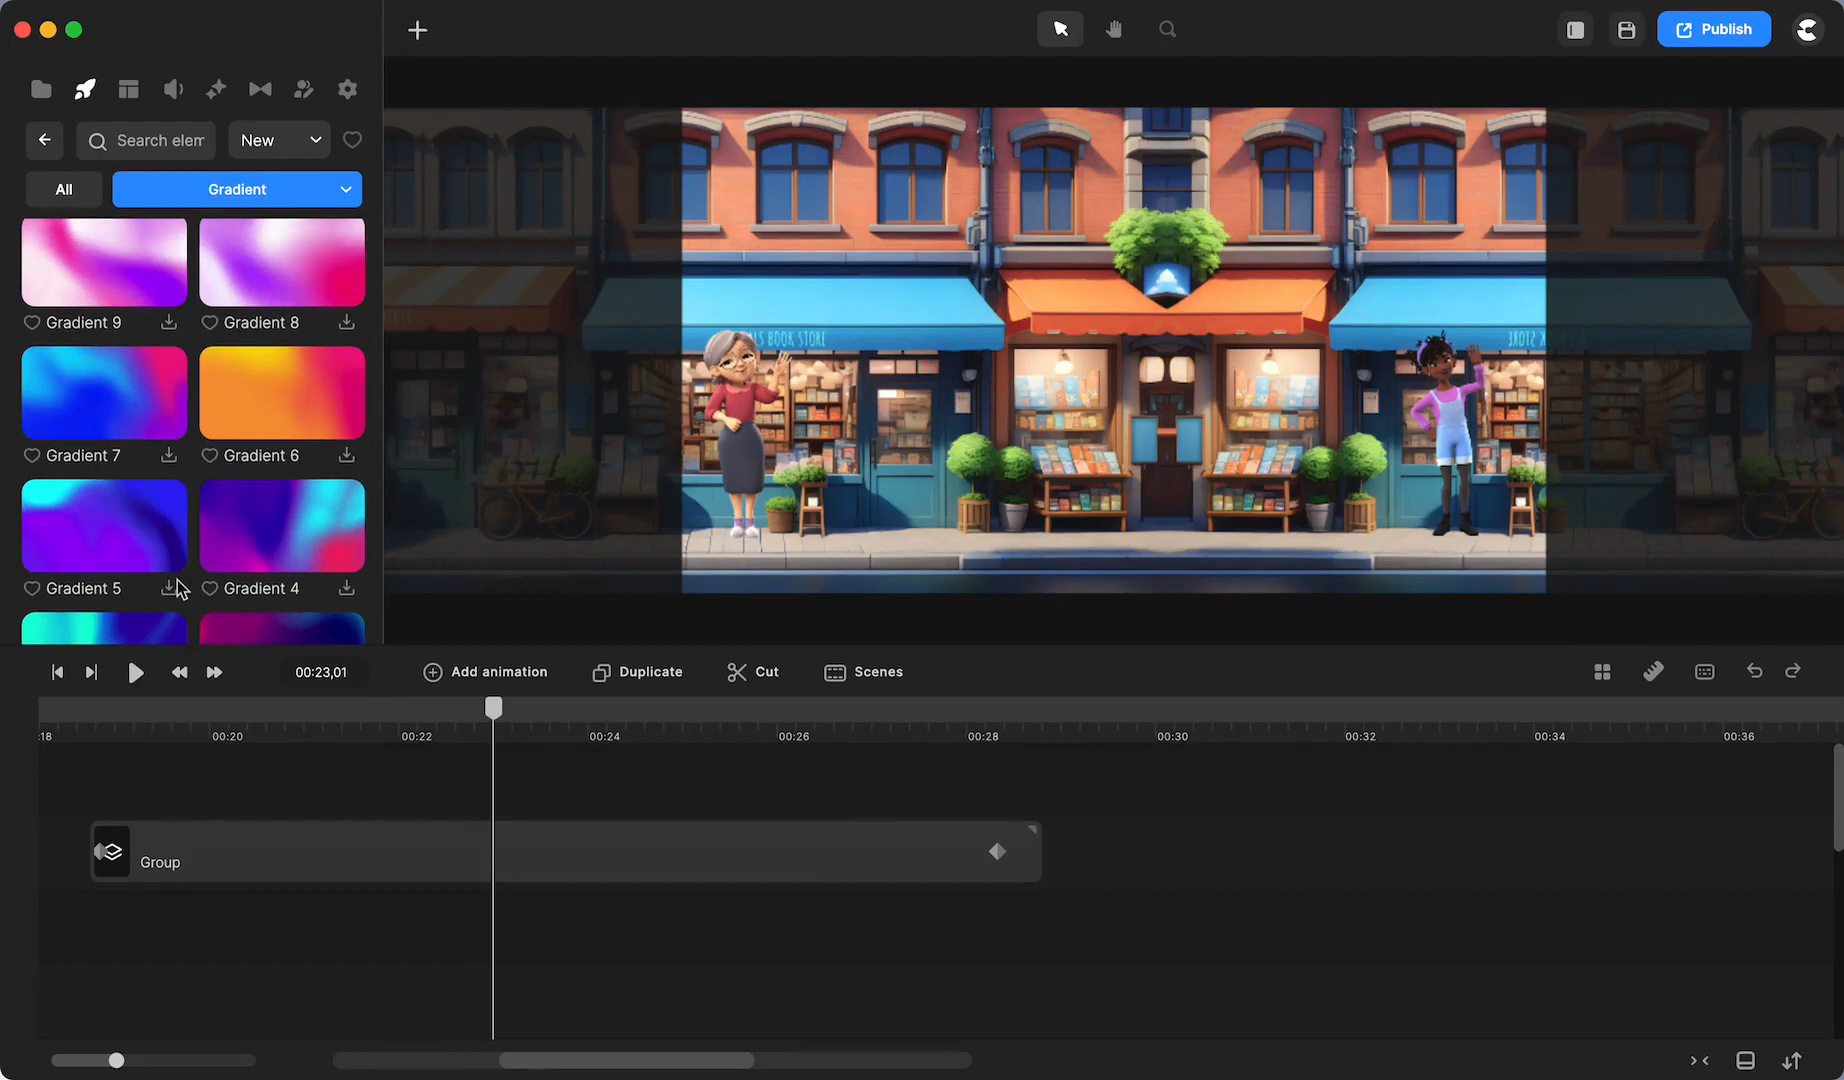 Publish
Search elem
New
All
Gradient
Gradient 9
Gradient 8
Gradient 7
Gradient 6
Gradient 5
Gradient 4
LS BOOK STORE
00:23,01
Add animation
Duplicate
Cut
Scenes
:18
00:20
00:22
00:24
00:26
00:28
00:30
00:32
00:34
00:36
Group